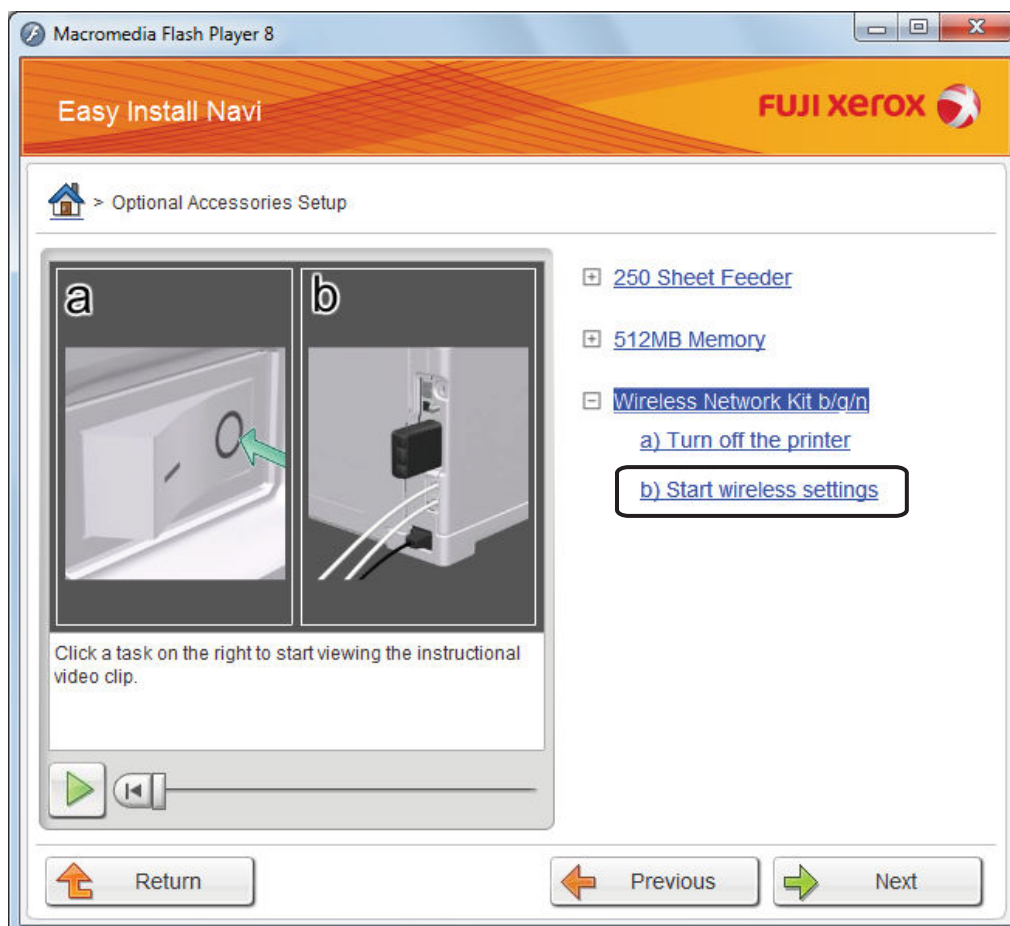 Macromedia Flash Player 8
Easy Install Navi
FUJI xerox
> Optional Accessories Setup
a
b
250 Sheet Feeder
512MB Memory
Wireless Network Kit b/g/n
a) Turn off the printer
b) Start wireless settings
Click a task on the right to start viewing the instructional
video clip.
Return
Previous
Next